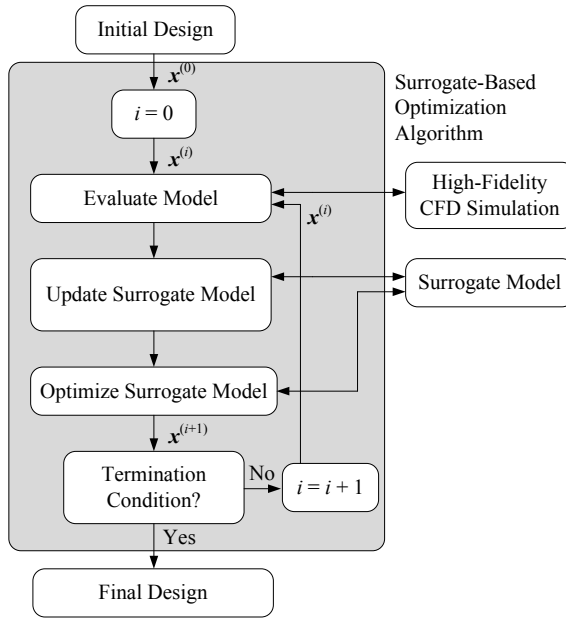 Initial Design
x^(0)
i = 0
Surrogate-Based
Optimization
Algorithm
x^(i)
Evaluate Model
High-Fidelity
CFD Simulation
x^(i)
Update Surrogate Model
Surrogate Model
Optimize Surrogate Model
x^(i+1)
Termination
Condition?
No
i = i + 1
Yes
Final Design